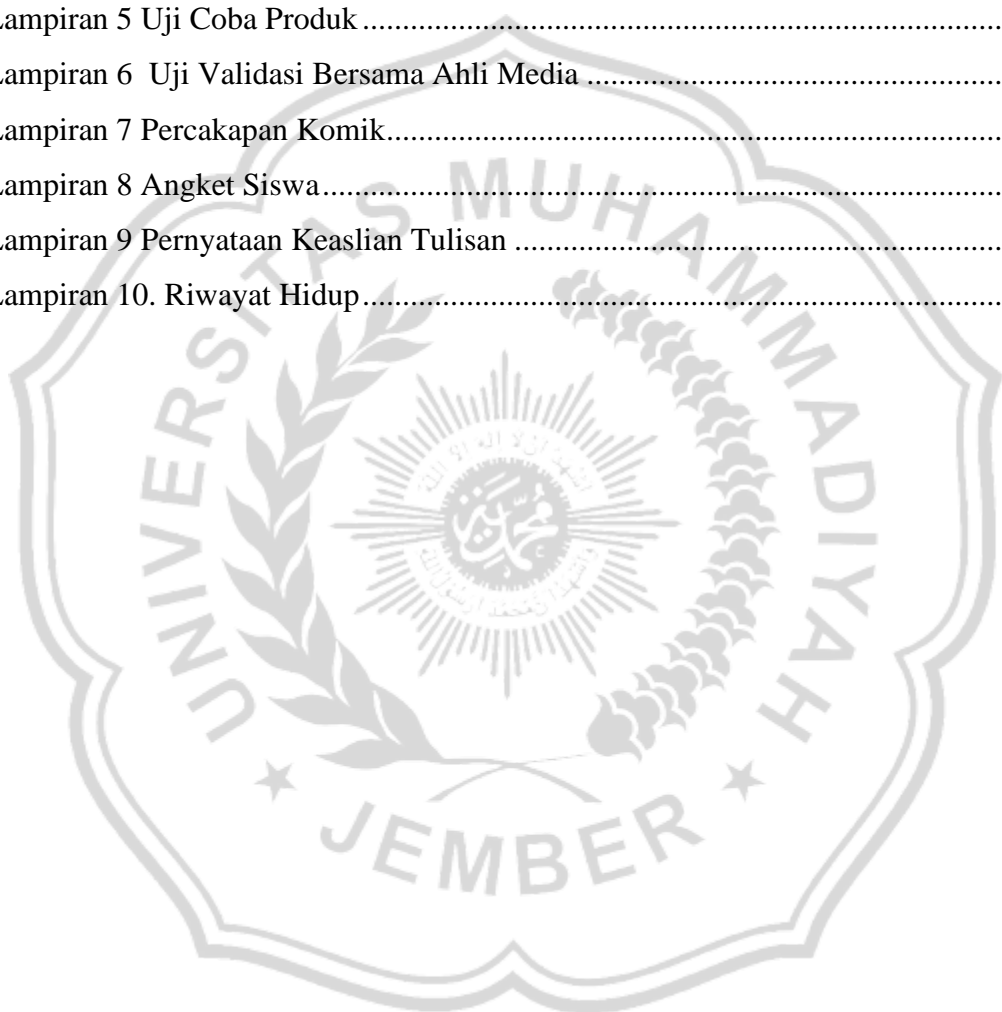 Lampiran 5 Uji Coba Produk................................................................................
Lampiran 6  Uji Validasi Bersama Ahli Media ....................................................
Lampiran 7 Percakapan Komik.............................................................................
Lampiran 8 Angket Siswa.....................................................................................
Lampiran 9 Pernyataan Keaslian Tulisan .............................................................
Lampiran 10. Riwayat Hidup................................................................................
UNIVERSITAS MUHAMMADIYAH
JEMBER